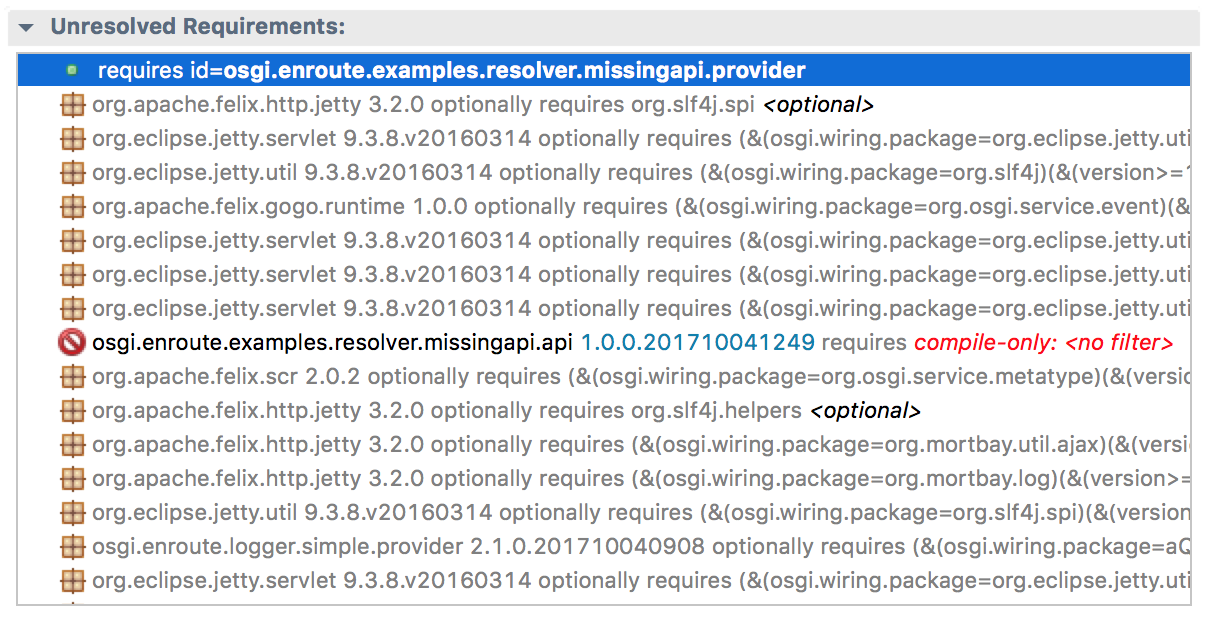 Unresolved Requirements:
requires id=osgi.enroute.examples.resolver.missingapi.provider
org.apache.felix.http.jetty 3.2.0 optionally requires org.slf4j.spi <optional>
org.eclipse.jetty.servlet 9.3.8.v20160314 optionally requires (&(osgi.wiring.package=org.eclipse.jetty.uti
org.eclipse.jetty.util 9.3.8.v20160314 optionally requires (&(osgi.wiring.package=org.slf4j)(&(version>=1
org.apache.felix.gogo.runtime 1.0.0 optionally requires (&(osgi.wiring.package=org.osgi.service.event)(&
org.eclipse.jetty.servlet 9.3.8.v20160314 optionally requires (&(osgi.wiring.package=org.eclipse.jetty.uti
org.eclipse.jetty.servlet 9.3.8.v20160314 optionally requires (&(osgi.wiring.package=org.eclipse.jetty.uti
org.eclipse.jetty.servlet 9.3.8.v20160314 optionally requires (&(osgi.wiring.package=org.eclipse.jetty.uti
osgi.enroute.examples.resolver.missingapi.api 1.0.0.201710041249 requires compile-only: <no filter>
org.apache.felix.scr 2.0.2 optionally requires (&(osgi.wiring.package=org.osgi.service.metatype)(&(versio
org.apache.felix.http.jetty 3.2.0 optionally requires org.slf4j.helpers <optional>
org.apache.felix.http.jetty 3.2.0 optionally requires (&(osgi.wiring.package=org.mortbay.util.ajax)(&(versi
org.apache.felix.http.jetty 3.2.0 optionally requires (&(osgi.wiring.package=org.mortbay.log)(&(version>=
org.eclipse.jetty.util 9.3.8.v20160314 optionally requires (&(osgi.wiring.package=org.slf4j.spi)(&(version
osgi.enroute.logger.simple.provider 2.1.0.201710040908 optionally requires (&(osgi.wiring.package=aQ
org.eclipse.jetty.servlet 9.3.8.v20160314 optionally requires (&(osgi.wiring.package=org.eclipse.jetty.uti